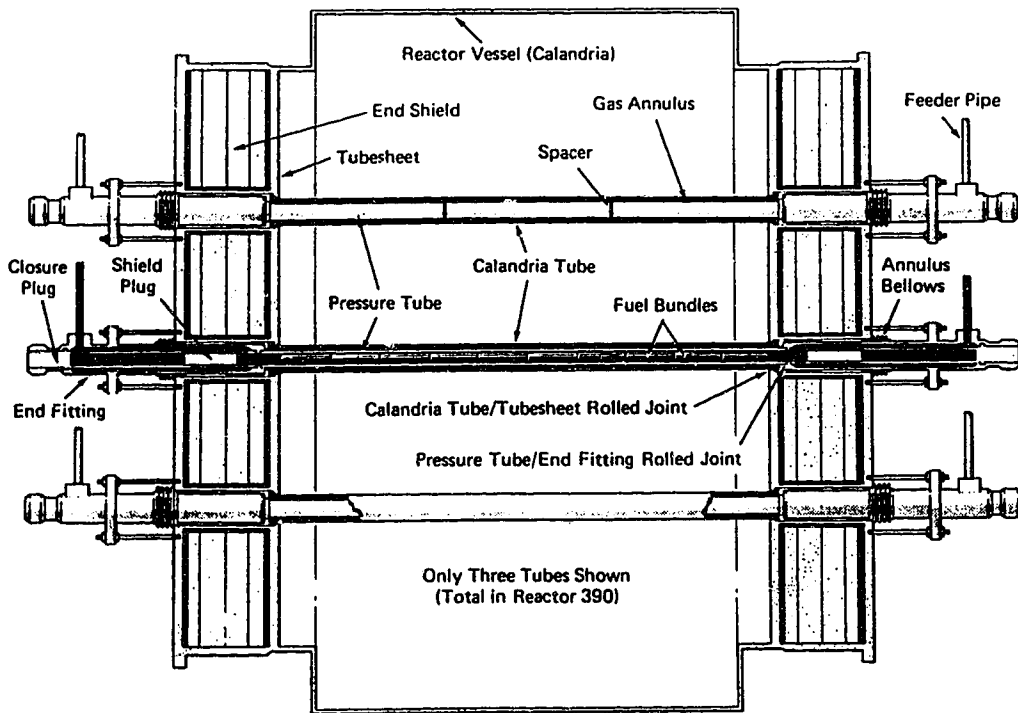 Reactor Vessel (Calandria)
End Shield
Gas Annulus
Feeder Pipe
Tubesheet
Spacer
Closure
Plug
Shield
Plug
Calandria Tube
Annulus
Bellows
Pressure Tube
Fuel Bundles
End Fitting
Calandria Tube/Tubesheet Rolled Joint
Pressure Tube/End Fitting Rolled Joint
Only Three Tubes Shown
(Total in Reactor 390)